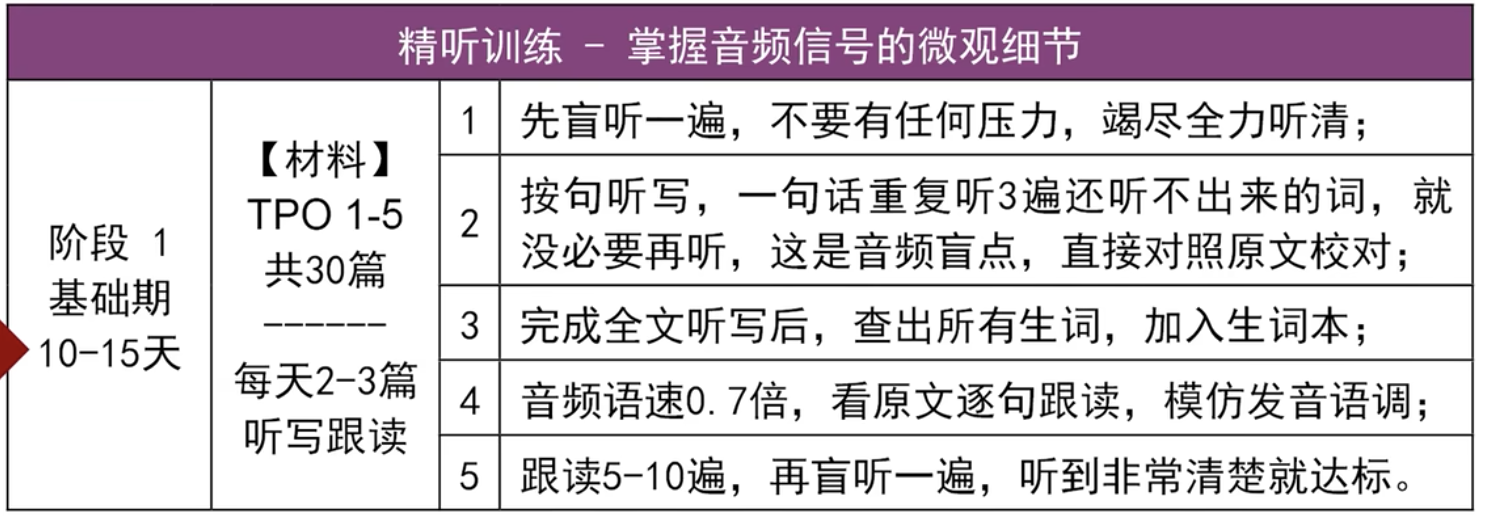 精听训练 - 掌握音频信号的微观细节
阶段 1
基础期
10-15天
【材料】
TPO 1-5
共30篇
------
每天2-3篇
听写跟读
1 先盲听一遍，不要有任何压力，竭尽全力听清；
2 按句听写，一句话重复听3遍还听不出来的词，就
没必要再听，这是音频盲点，直接对照原文校对；
3 完成全文听写后，查出所有生词，加入生词本；
4 音频语速0.7倍，看原文逐句跟读，模仿发音语调；
5 跟读5-10遍，再盲听一遍，听到非常清楚就达标。